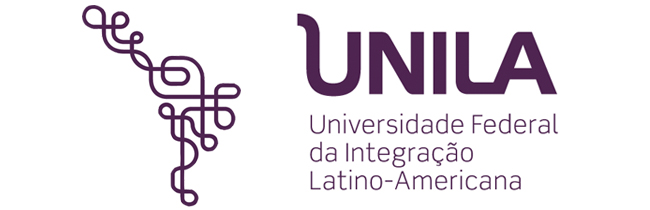 UNILA
Universidade Federal
da Integração
Latino-Americana